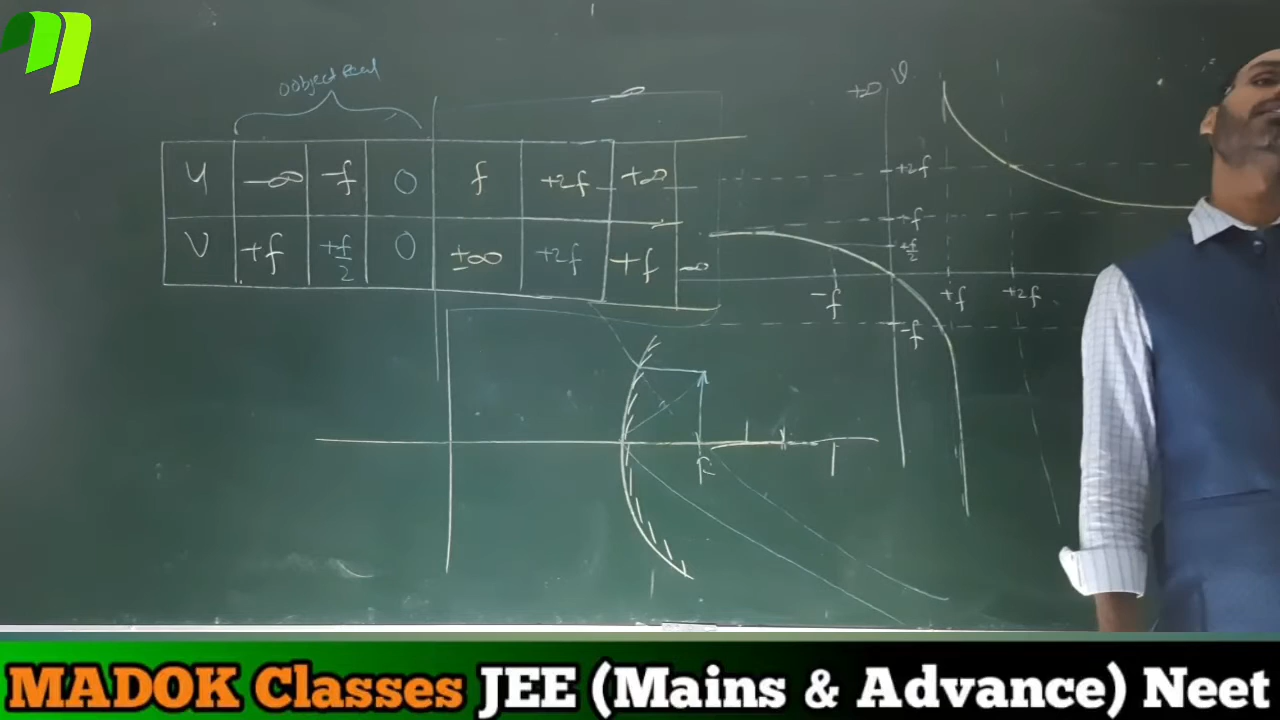 Object Real
-∞
U -∞ -f 0 f +2f +∞
V +f +f/2 0 ±∞ +2f +f -∞
+∞ v
+2f
+f
+f/2
-f +f +2f
-f
F
MADOK Classes JEE (Mains & Advance) Neet